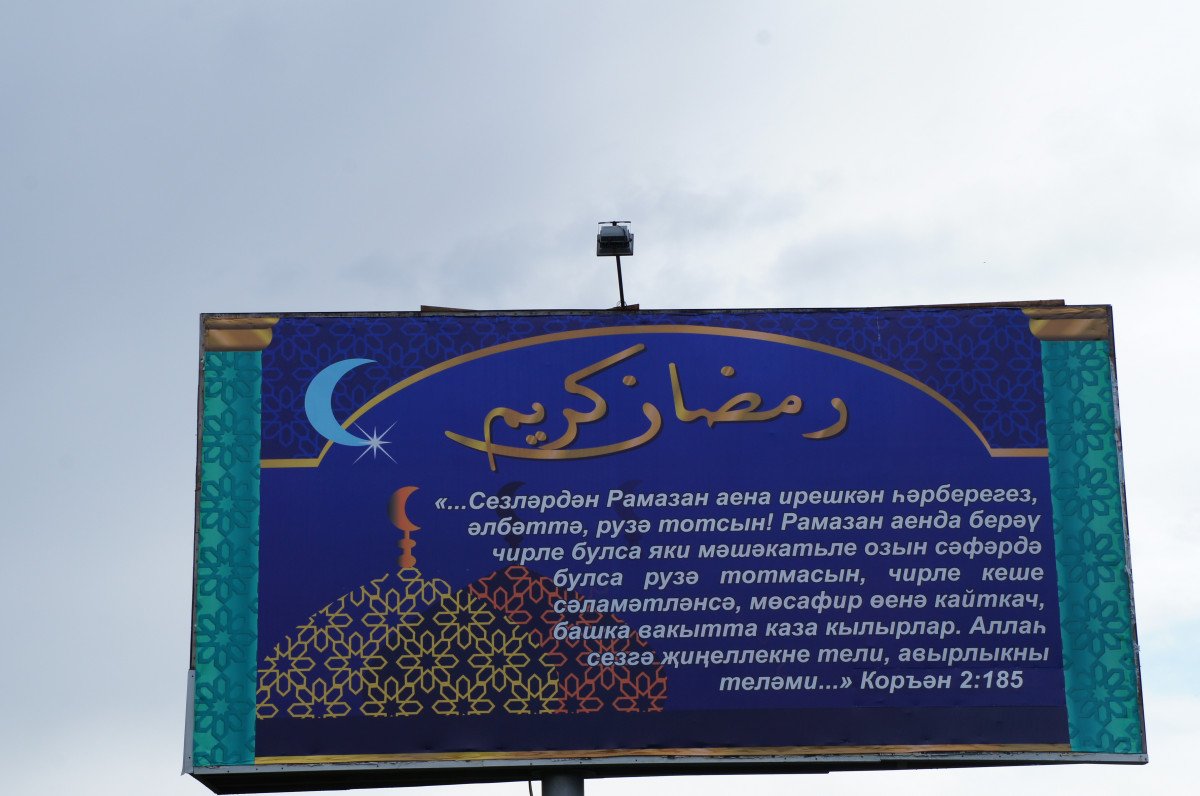 رمضان كريم
«...Сезләрдән Рамазан аена ирешкән һәрберегез,
әлбәттә, рузә тотсын! Рамазан аенда берәү
чирле булса яки мәшәкатьле озын сәфәрдә
булса рузә тотмасын, чирле кеше
сәламәтләнсә, мөсафир өенә кайткач,
башка вакытта каза кылырлар. Аллаһ
сезгә җиңеллекне тели, авырлыкны
теләми...» Коръән 2:185